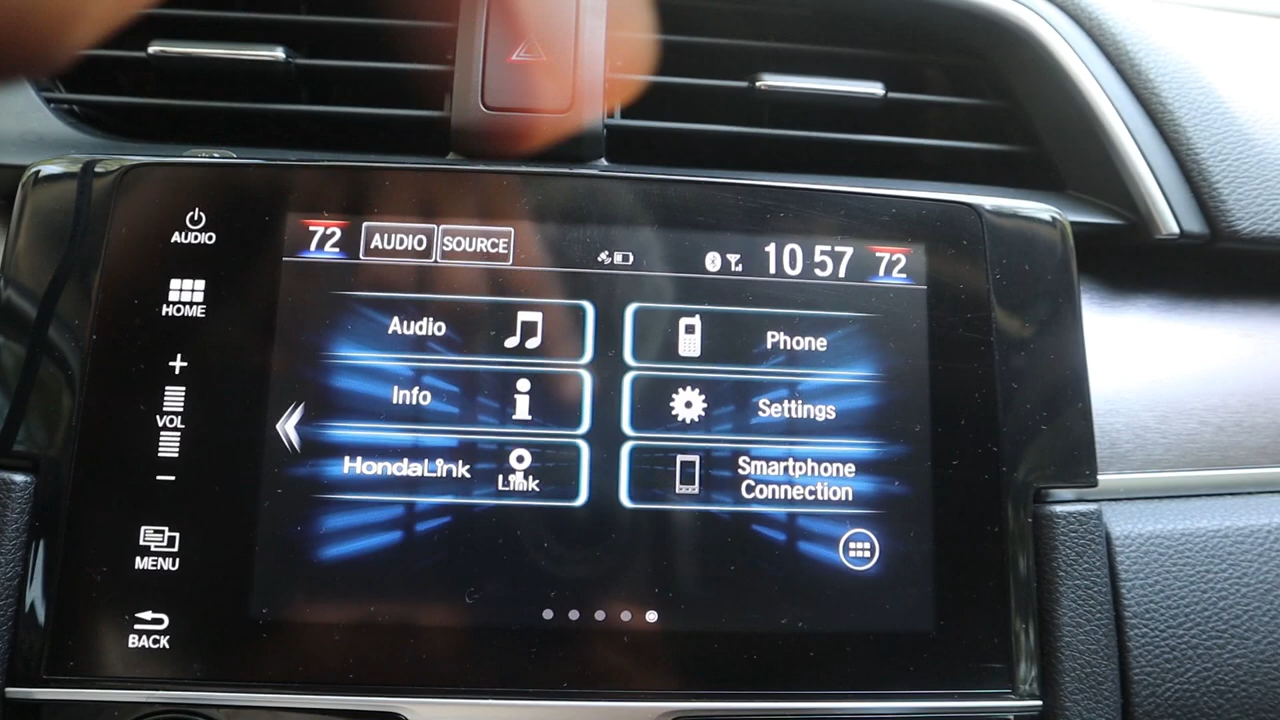 72 AUDIO SOURCE 10 57 72
AUDIO
HOME
+
VOL
−
MENU
BACK
Audio
Phone
Info
Settings
HondaLink
Link
Smartphone
Connection